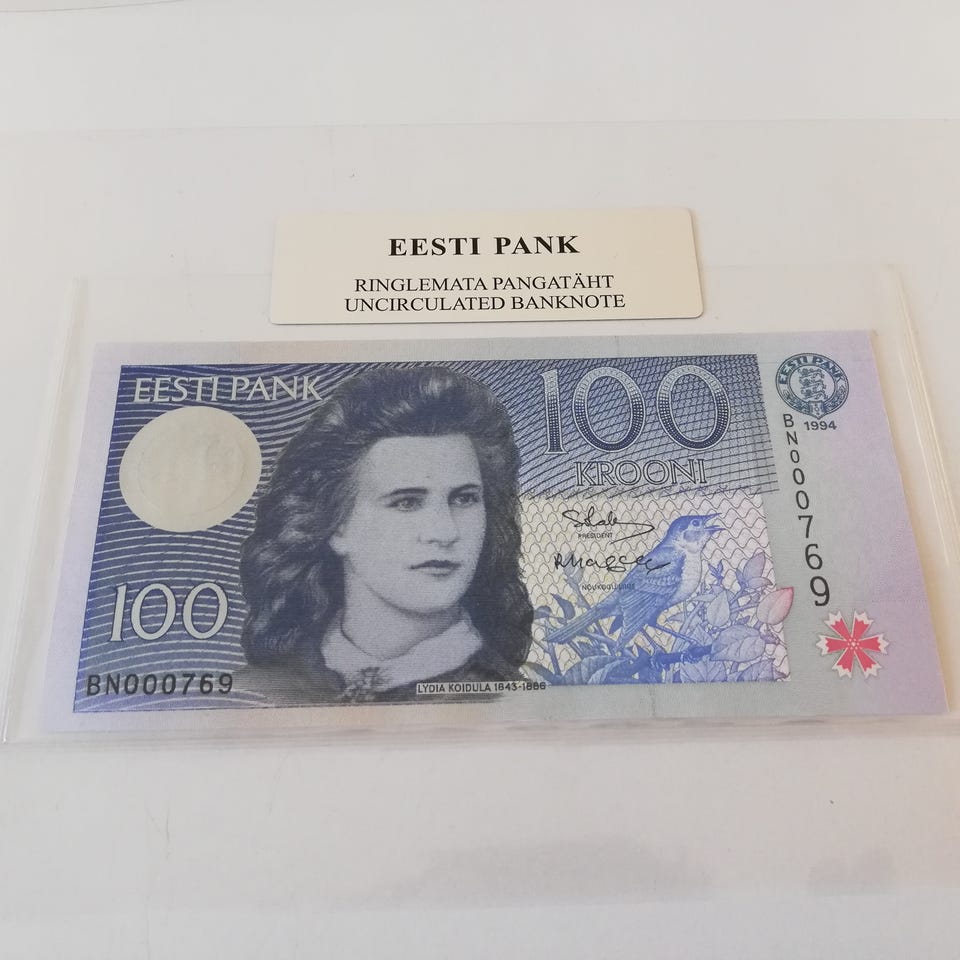 EESTI PANK
RINGLEMATA PANGATÄHT
UNCIRCULATED BANKNOTE
EESTI PANK
100
KROONI
EESTI PANK
1994
BN000769
PRESIDENT
100
BN000769
LYDIA KOIDULA 1843-1886